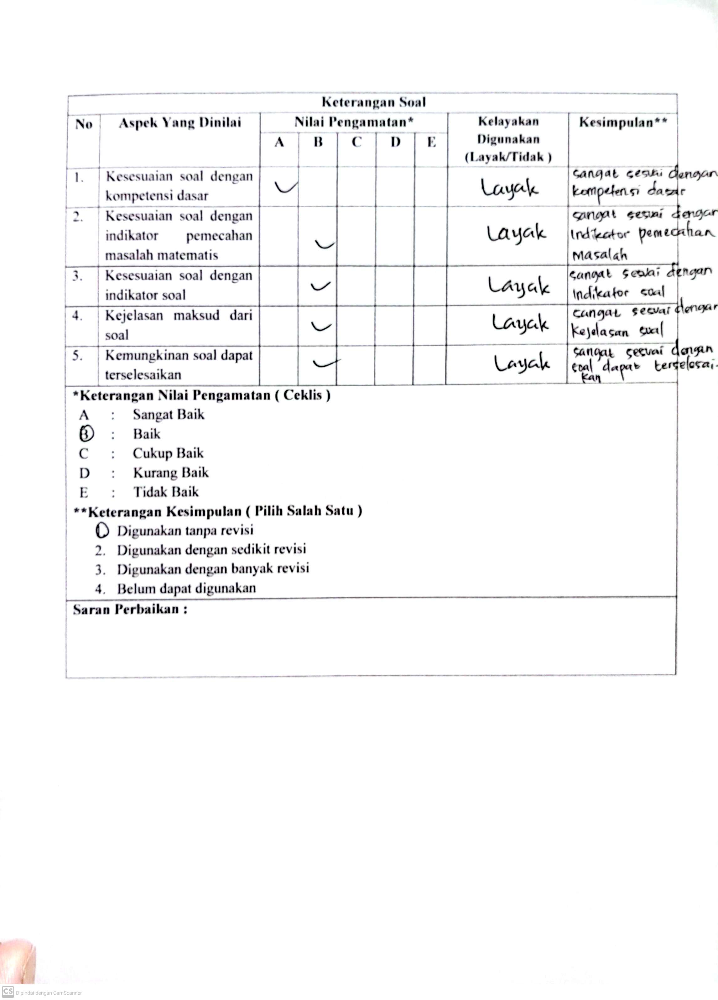 Keterangan Soal
No Aspek Yang Dinilai Nilai Pengamatan* Kelayakan Digunakan (Layak/Tidak ) Kesimpulan**
A B C D E
1. Kesesuaian soal dengan kompetensi dasar Layak sangat sesuai dengan kompetensi dasar
2. Kesesuaian soal dengan indikator pemecahan masalah matematis Layak sangat sesuai dengan Indikator pemecahan Masalah
3. Kesesuaian soal dengan indikator soal Layak sangat sesuai dengan Indikator soal
4. Kejelasan maksud dari soal Layak sangat sesuai dengan kejelasan soal
5. Kemungkinan soal dapat terselesaikan Layak sangat sesuai dengan soal dapat terselesai-kan
*Keterangan Nilai Pengamatan ( Ceklis )
A : Sangat Baik
B : Baik
C : Cukup Baik
D : Kurang Baik
E : Tidak Baik
**Keterangan Kesimpulan ( Pilih Salah Satu )
1. Digunakan tanpa revisi
2. Digunakan dengan sedikit revisi
3. Digunakan dengan banyak revisi
4. Belum dapat digunakan
Saran Perbaikan :
CS Dipindai dengan CamScanner